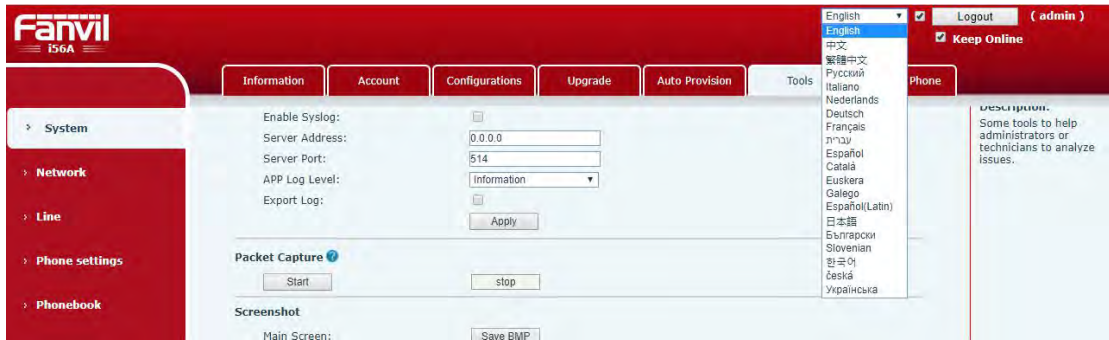 Fanvil
i56A
English
Logout
( admin )
Keep Online
English
中文
繁體中文
Русский
Italiano
Nederlands
Deutsch
Français
עברית
Español
Català
Euskera
Galego
Español(Latin)
日本語
Български
Slovenian
한국어
česká
Українська
Information
Account
Configurations
Upgrade
Auto Provision
Tools
Phone
› System
› Network
› Line
› Phone settings
› Phonebook
Enable Syslog:
Server Address: 0.0.0.0
Server Port: 514
APP Log Level: Information
Export Log:
Apply
Packet Capture ?
Start stop
Screenshot
Main Screen: Save BMP
Description:
Some tools to help
administrators or
technicians to analyze
issues.